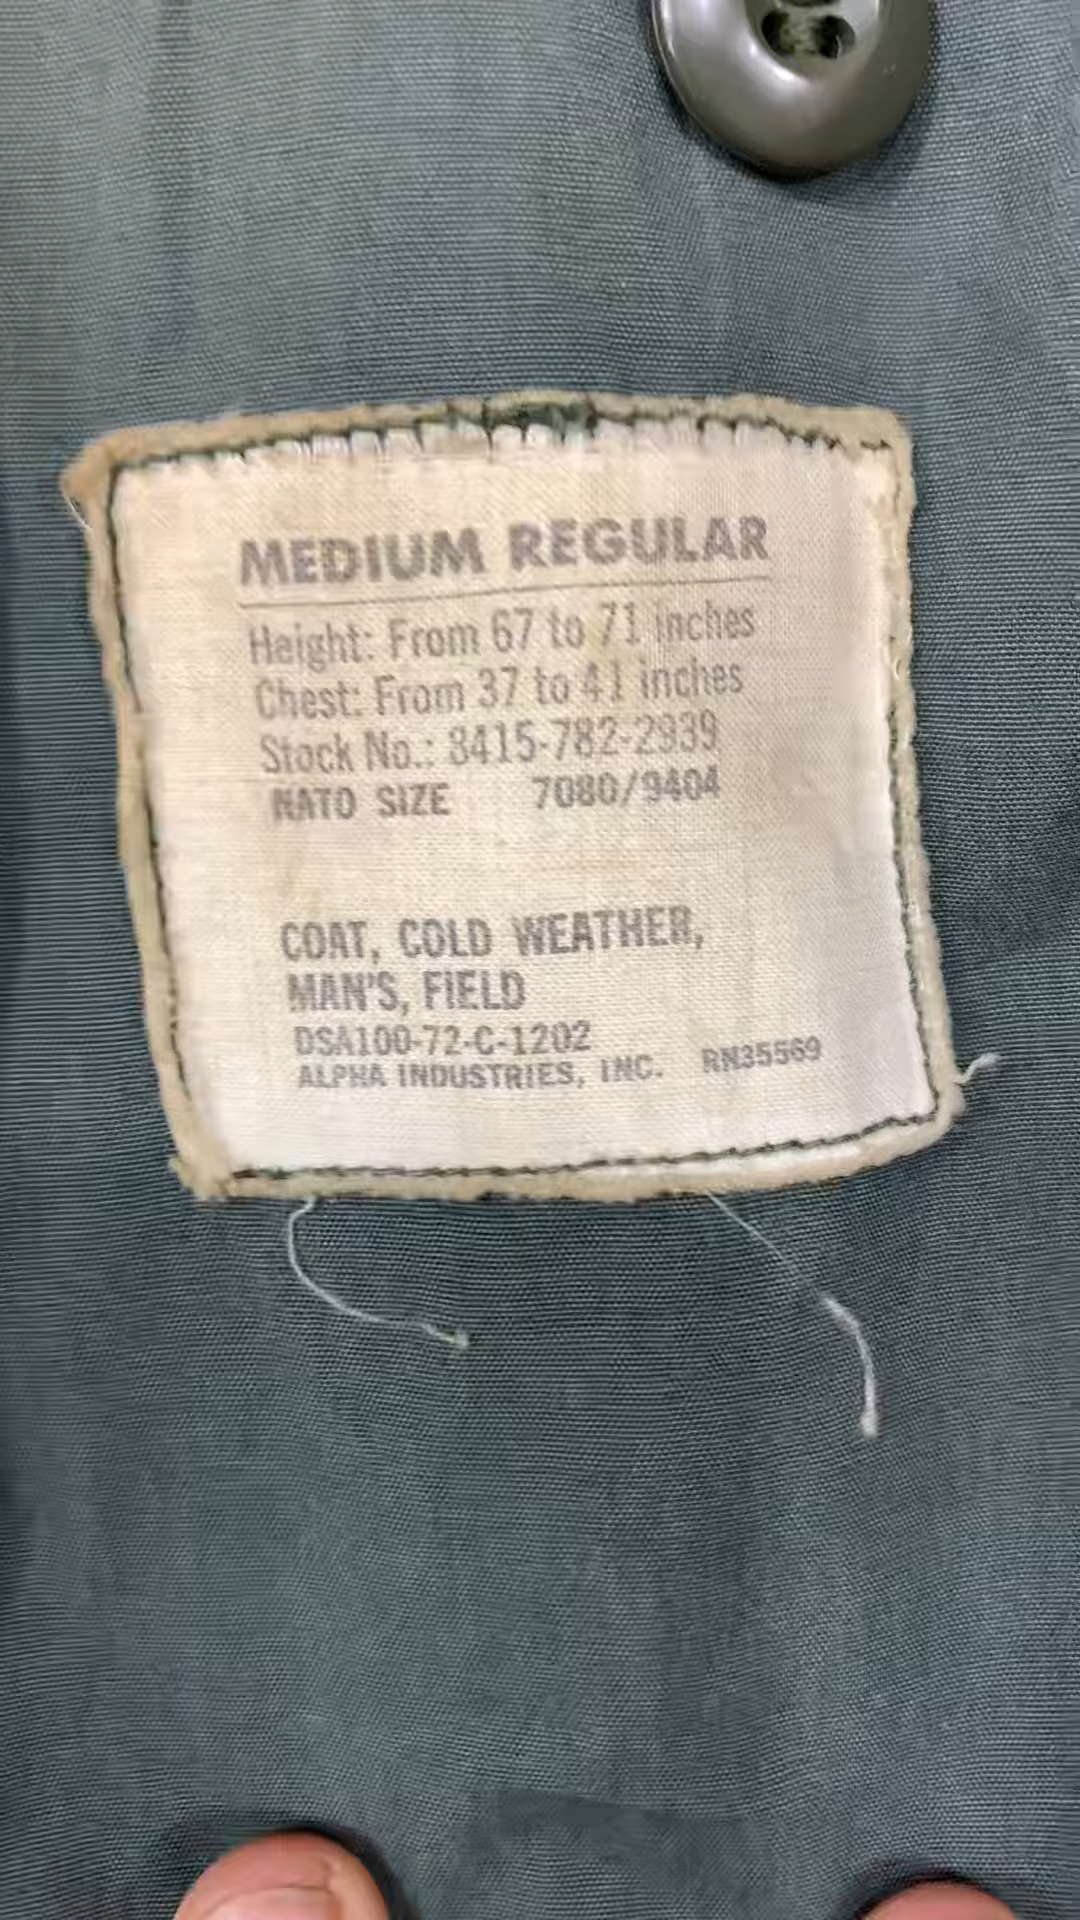 MEDIUM REGULAR
Height: From 67 to 71 inches
Chest: From 37 to 41 inches
Stock No.: 8415-782-2939
NATO SIZE 7080/9404
COAT, COLD WEATHER,
MAN'S, FIELD
DSA100-72-C-1202
ALPHA INDUSTRIES, INC. RN35569